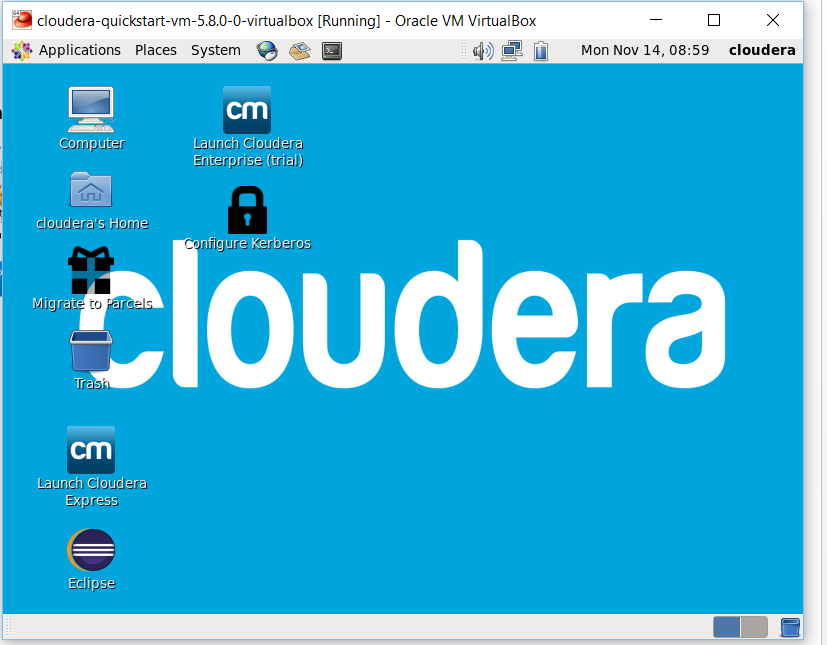 cloudera-quickstart-vm-5.8.0-0-virtualbox [Running] - Oracle VM VirtualBox
Applications Places System Mon Nov 14, 08:59 cloudera
Computer
cm
Launch Cloudera
Enterprise (trial)
cloudera's Home
Configure Kerberos
Migrate to Parcels
cloudera
Trash
cm
Launch Cloudera
Express
Eclipse